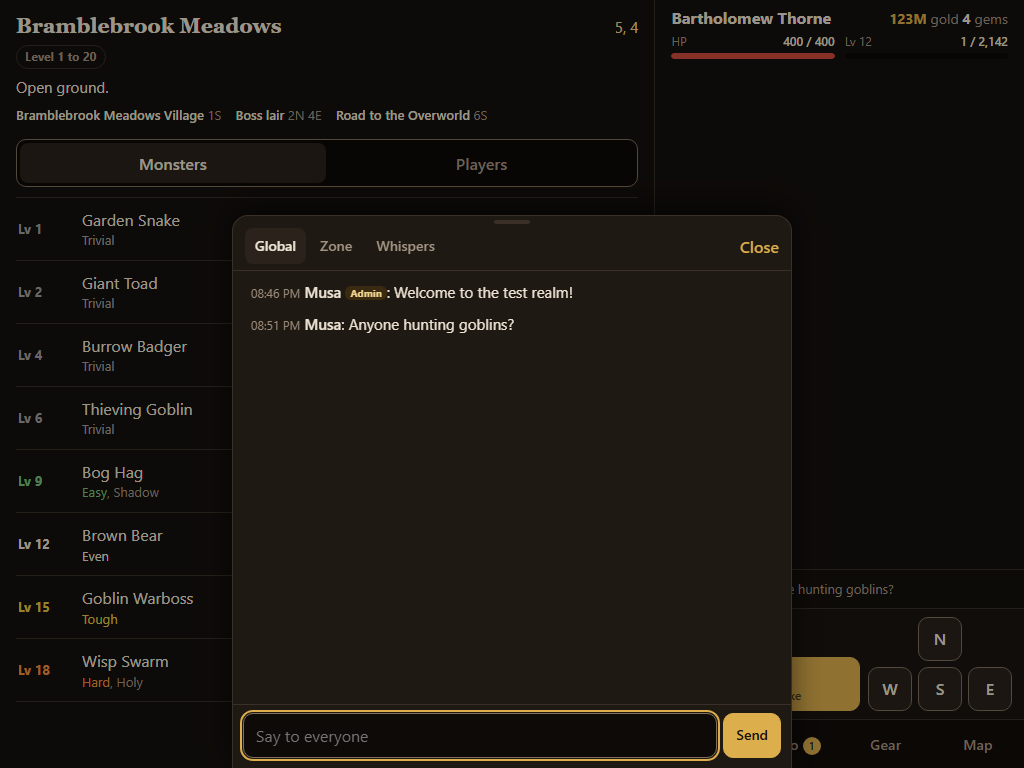 Bramblebrook Meadows
5, 4
Level 1 to 20
Open ground.
Bramblebrook Meadows Village 1S Boss lair 2N 4E Road to the Overworld 6S
Monsters Players
Lv 1 Garden Snake
Trivial
Lv 2 Giant Toad
Trivial
Lv 4 Burrow Badger
Trivial
Lv 6 Thieving Goblin
Trivial
Lv 9 Bog Hag
Easy, Shadow
Lv 12 Brown Bear
Even
Lv 15 Goblin Warboss
Tough
Lv 18 Wisp Swarm
Hard, Holy
Bartholomew Thorne 123M gold 4 gems
HP 400 / 400 Lv 12 1 / 2,142
Global Zone Whispers Close
08:46 PM Musa Admin : Welcome to the test realm!
08:51 PM Musa: Anyone hunting goblins?
Say to everyone Send
hunting goblins?
N
W S E
1 Gear Map